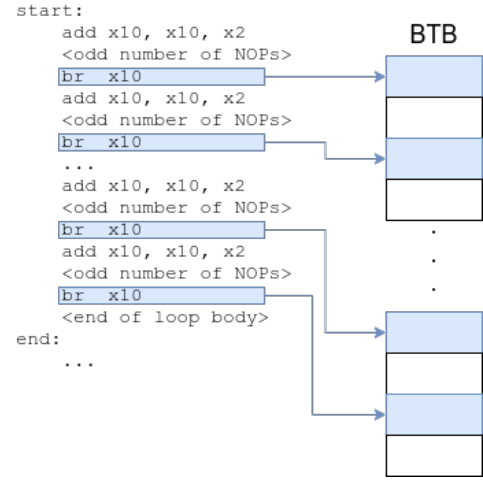 start:
add x10, x10, x2
<odd number of NOPs>
br x10
add x10, x10, x2
<odd number of NOPs>
br x10
...
add x10, x10, x2
<odd number of NOPs>
br x10
add x10, x10, x2
<odd number of NOPs>
br x10
<end of loop body>
end:
...
BTB
.
.
.